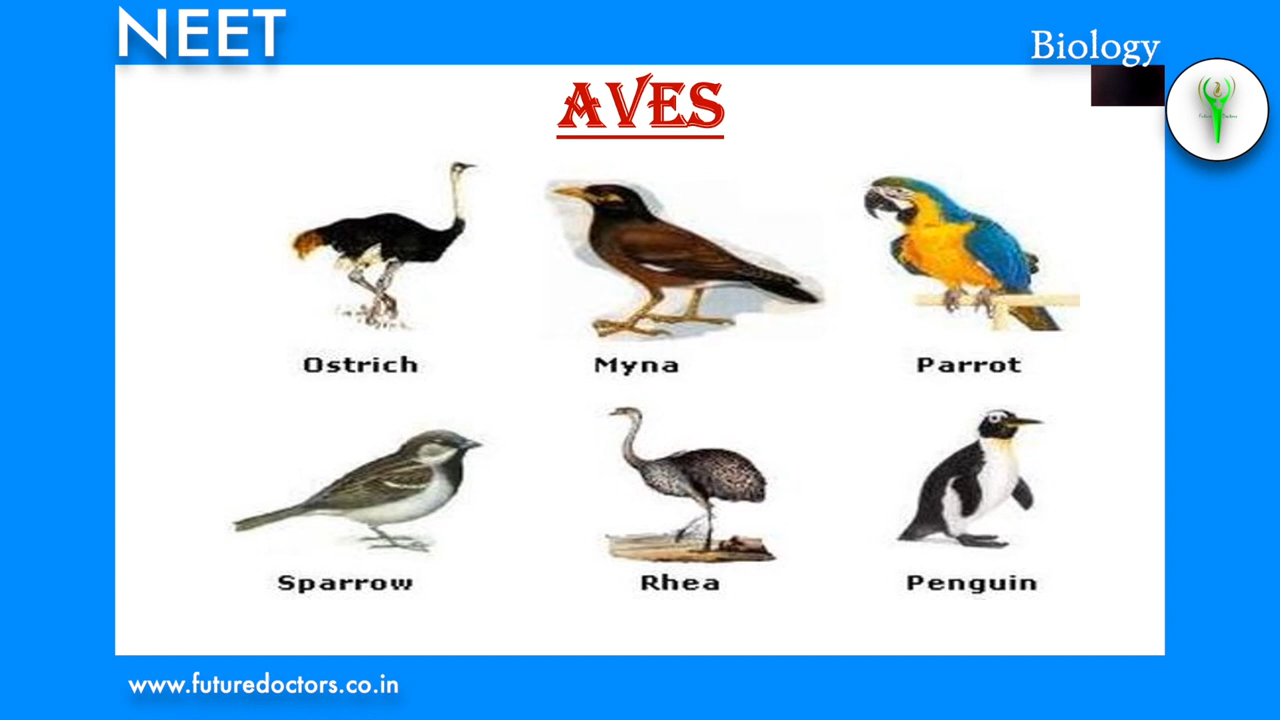 NEET
Biology
AVES
Ostrich
Myna
Parrot
Sparrow
Rhea
Penguin
www.futuredoctors.co.in